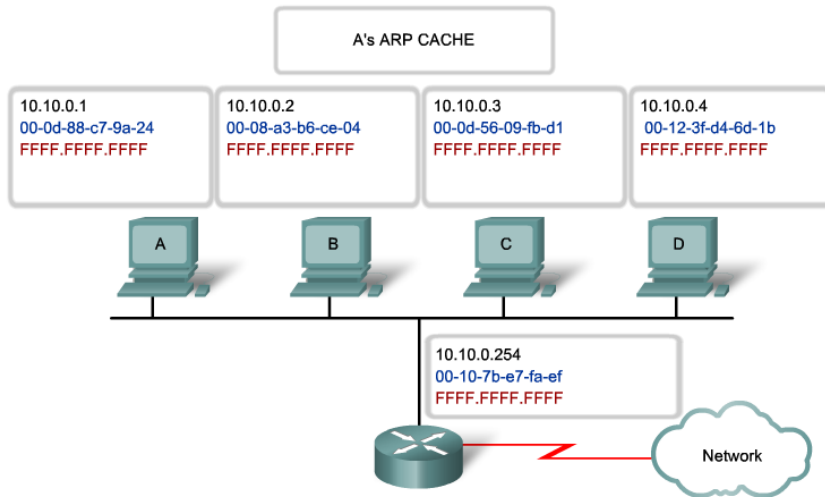 A's ARP CACHE
10.10.0.1
00-0d-88-c7-9a-24
FFFF.FFFF.FFFF
10.10.0.2
00-08-a3-b6-ce-04
FFFF.FFFF.FFFF
10.10.0.3
00-0d-56-09-fb-d1
FFFF.FFFF.FFFF
10.10.0.4
00-12-3f-d4-6d-1b
FFFF.FFFF.FFFF
A
B
C
D
10.10.0.254
00-10-7b-e7-fa-ef
FFFF.FFFF.FFFF
Network